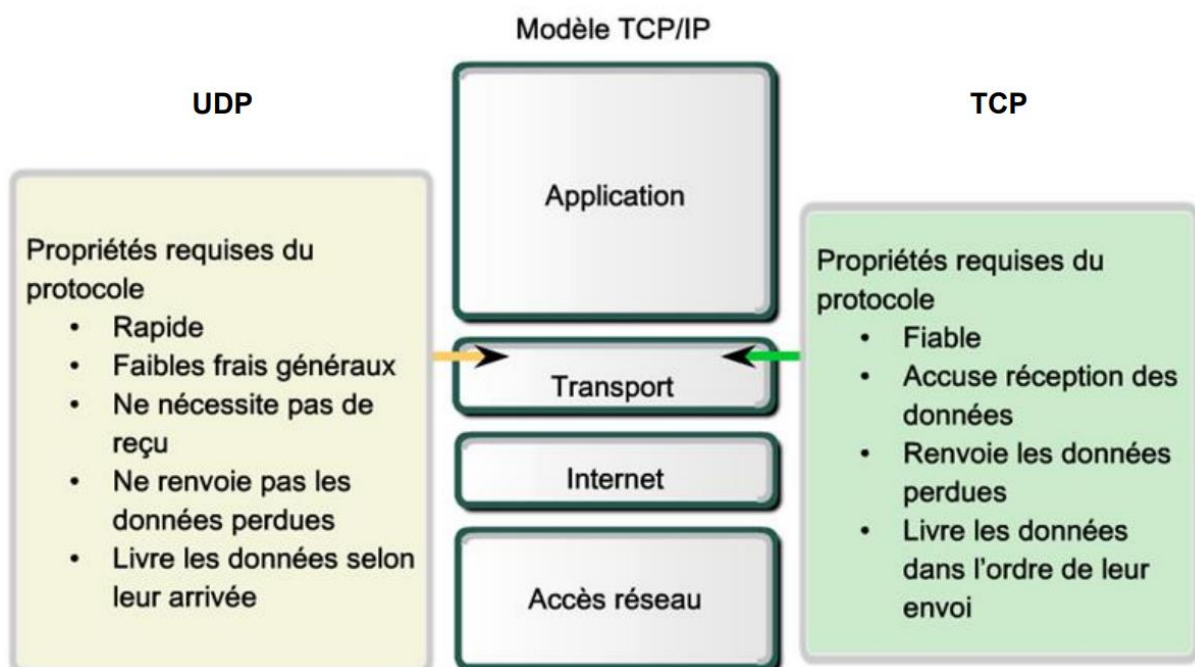 Modèle TCP/IP
UDP
Propriétés requises du
protocole
• Rapide
• Faibles frais généraux
• Ne nécessite pas de
reçu
• Ne renvoie pas les
données perdues
• Livre les données selon
leur arrivée
Application
Transport
Internet
Accès réseau
TCP
Propriétés requises du
protocole
• Fiable
• Accuse réception des
données
• Renvoie les données
perdues
• Livre les données
dans l'ordre de leur
envoi